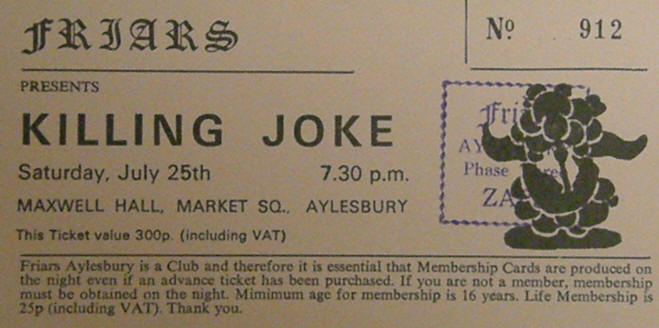 FRIARS
Nº 912
PRESENTS
KILLING JOKE
Saturday, July 25th 7.30 p.m.
MAXWELL HALL, MARKET SQ., AYLESBURY
This Ticket value 300p. (including VAT)
Fri
AY
Phase
ZA
Friars Aylesbury is a Club and therefore it is essential that Membership Cards are produced on
the night even if an advance ticket has been purchased. If you are not a member, membership
must be obtained on the night. Mimimum age for membership is 16 years. Life Membership is
25p (including VAT). Thank you.